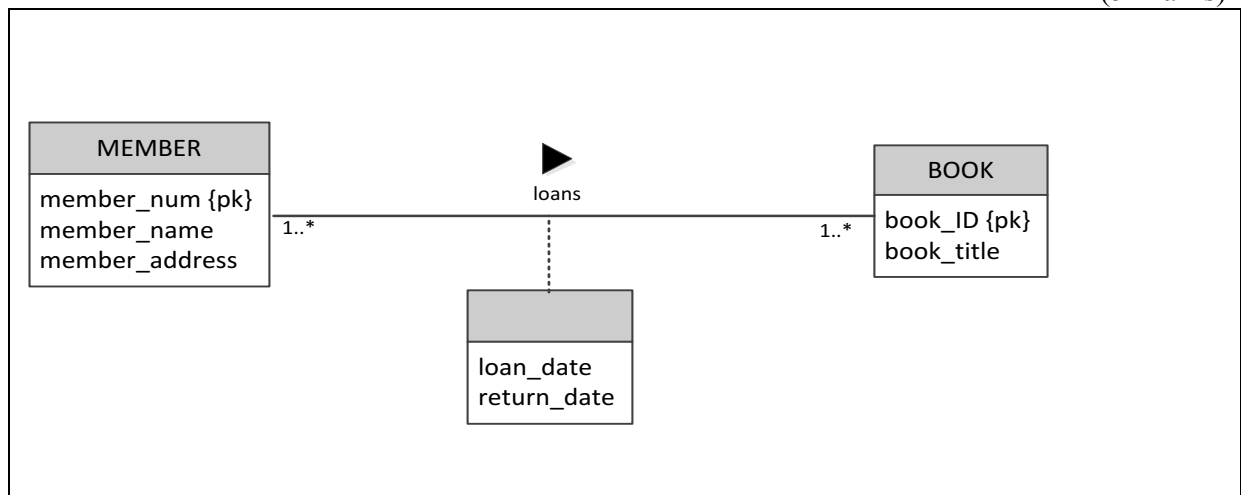 MEMBER
member_num {pk}
member_name
member_address
loans
1..*
1..*
BOOK
book_ID {pk}
book_title
loan_date
return_date